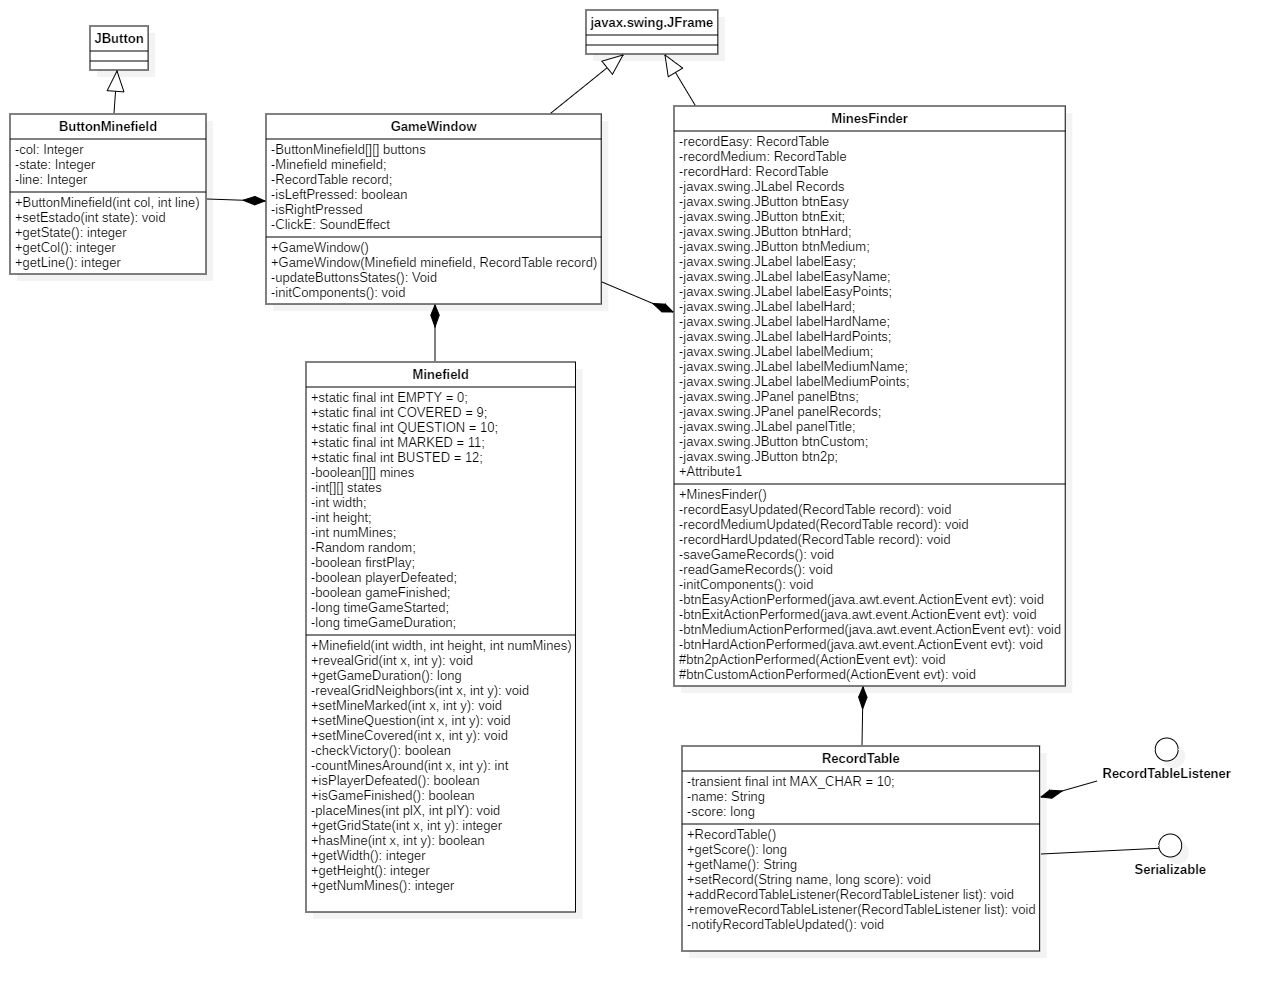 JButton
javax.swing.JFrame
ButtonMinefield
-col: Integer
-state: Integer
-line: Integer
+ButtonMinefield(int col, int line)
+setEstado(int state): void
+getState(): integer
+getCol(): integer
+getLine(): integer
GameWindow
-ButtonMinefield[][] buttons
-Minefield minefield;
-RecordTable record;
-isLeftPressed: boolean
-isRightPressed
-ClickE: SoundEffect
+GameWindow()
+GameWindow(Minefield minefield, RecordTable record)
-updateButtonsStates(): Void
-initComponents(): void
MinesFinder
-recordEasy: RecordTable
-recordMedium: RecordTable
-recordHard: RecordTable
-javax.swing.JLabel Records
-javax.swing.JButton btnEasy
-javax.swing.JButton btnExit;
-javax.swing.JButton btnHard;
-javax.swing.JButton btnMedium;
-javax.swing.JLabel labelEasy;
-javax.swing.JLabel labelEasyName;
-javax.swing.JLabel labelEasyPoints;
-javax.swing.JLabel labelHard;
-javax.swing.JLabel labelHardName;
-javax.swing.JLabel labelHardPoints;
-javax.swing.JLabel labelMedium;
-javax.swing.JLabel labelMediumName;
-javax.swing.JLabel labelMediumPoints;
-javax.swing.JPanel panelBtns;
-javax.swing.JPanel panelRecords;
-javax.swing.JLabel panelTitle;
-javax.swing.JButton btnCustom;
-javax.swing.JButton btn2p;
+Attribute1
+MinesFinder()
-recordEasyUpdated(RecordTable record): void
-recordMediumUpdated(RecordTable record): void
-recordHardUpdated(RecordTable record): void
-saveGameRecords(): void
-readGameRecords(): void
-initComponents(): void
-btnEasyActionPerformed(java.awt.event.ActionEvent evt): void
-btnExitActionPerformed(java.awt.event.ActionEvent evt): void
-btnMediumActionPerformed(java.awt.event.ActionEvent evt): void
-btnHardActionPerformed(java.awt.event.ActionEvent evt): void
#btn2pActionPerformed(ActionEvent evt): void
#btnCustomActionPerformed(ActionEvent evt): void
Minefield
+static final int EMPTY = 0;
+static final int COVERED = 9;
+static final int QUESTION = 10;
+static final int MARKED = 11;
+static final int BUSTED = 12;
-boolean[][] mines
-int[][] states
-int width;
-int height;
-int numMines;
-Random random;
-boolean firstPlay
-boolean playerDefeated;
-boolean gameFinished;
-long timeGameStarted;
-long timeGameDuration;
+Minefield(int width, int height, int numMines)
+revealGrid(int x, int y): void
+getGameDuration(): long
-revealGridNeighbors(int x, int y): void
+setMineMarked(int x, int y): void
+setMineQuestion(int x, int y): void
+setMineCovered(int x, int y): void
-checkVictory(): boolean
-countMinesAround(int x, int y): int
+isPlayerDefeated(): boolean
+isGameFinished(): boolean
-placeMines(int plX, int plY): void
+getGridState(int x, int y): integer
+hasMine(int x, int y): boolean
+getWidth(): integer
+getHeight(): integer
+getNumMines(): integer
RecordTable
-transient final int MAX_CHAR = 10;
-name: String
-score: long
+RecordTable()
+getScore(): long
+getName(): String
+setRecord(String name, long score): void
+addRecordTableListener(RecordTableListener list): void
+removeRecordTableListener(RecordTableListener list): void
-notifyRecordTableUpdated(): void
RecordTableListener
Serializable